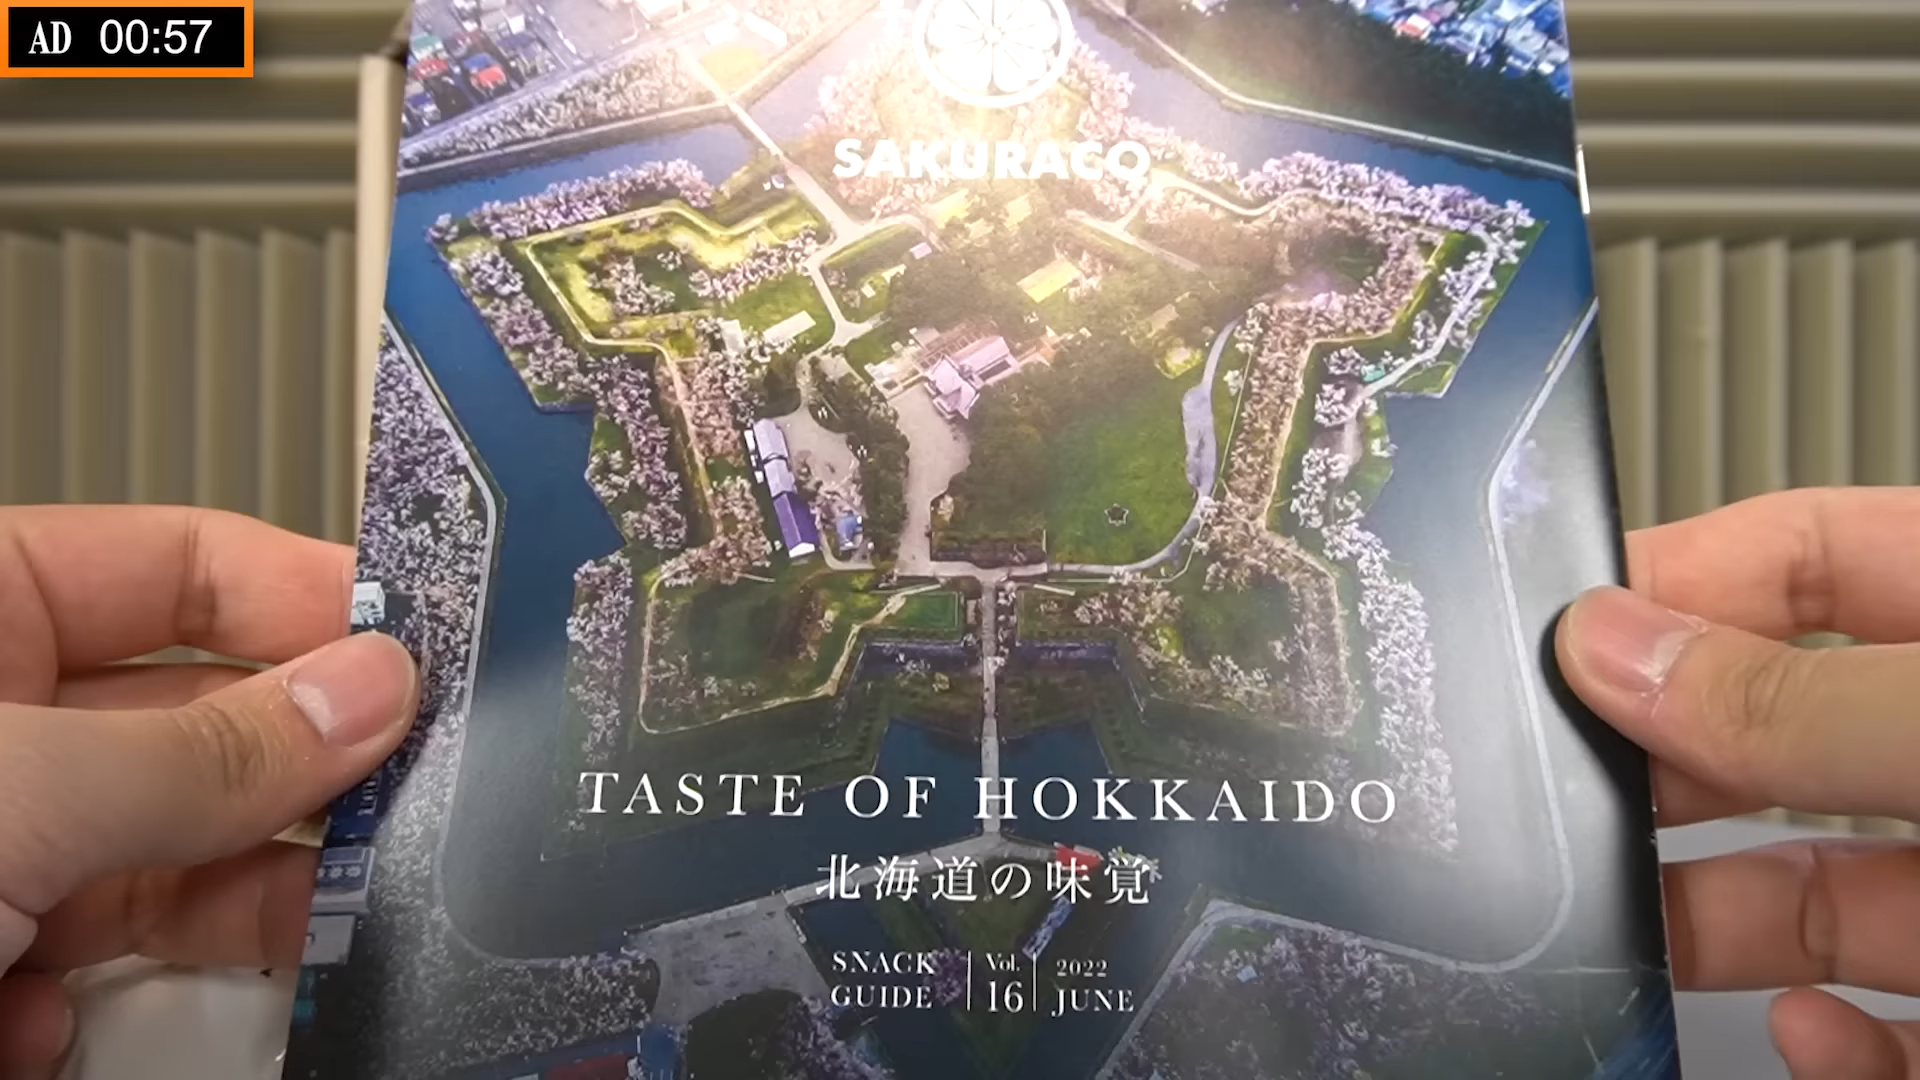 AD 00:57
SAKURACO
TASTE OF HOKKAIDO
北海道の味覚
SNACK GUIDE
Vol. 16
2022 JUNE